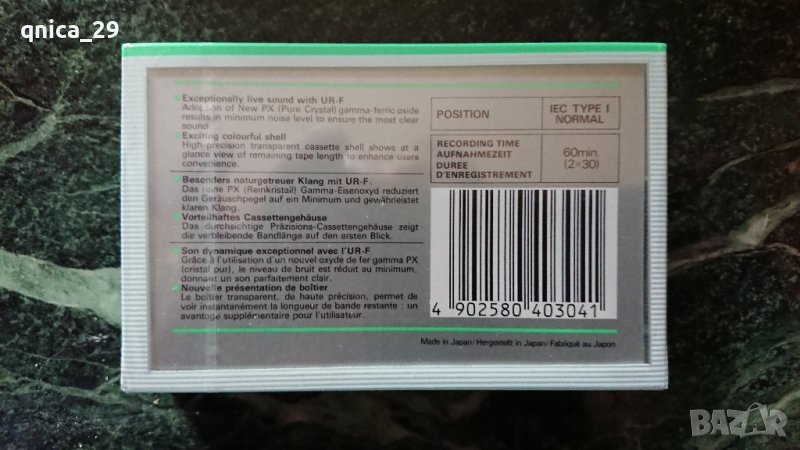 qnica_29
Exceptionally live sound with UR-F
Adoption of New PX (Pure Crystal) gamma-ferric oxide
results in minimum noise level to ensure the most clear
sound
Exciting colourful shell
High-precision transparent cassette shell shows at a
glance view of remaining tape length to enhance users
convenience.
Besonders naturgetreuer Klang mit UR-F.
Das reine PX (Reinkristall) Gamma-Eisenoxyd reduziert
den Geräuschpegel auf ein Minimum und gewährleistet
klaren Klang.
Vorteilhaftes Cassettengehäuse
Das durchsichtige Präzisions-Cassettengehäuse zeigt
die verbleibende Bandlänge auf den ersten Blick.
Son dynamique exceptionnel avec l'UR-F
Grâce à l'utilisation d'un nouvel oxyde de fer gamma PX
(cristal pur), le niveau de bruit est réduit au minimum,
donnant un son parfaitement clair.
Nouvelle présentation de boîtier
Le boîtier transparent, de haute précision, permet de
voir instantanément la longueur de bande restante : un
avantage supplémentaire pour l'utilisateur.
POSITION
IEC TYPE I
NORMAL
RECORDING TIME
AUFNAHMEZEIT
DUREE
D'ENREGISTREMENT
60min.
(2×30)
4 902580 403041
Made in Japan/Hergestellt in Japan/Fabriqué au Japon
BAZAR